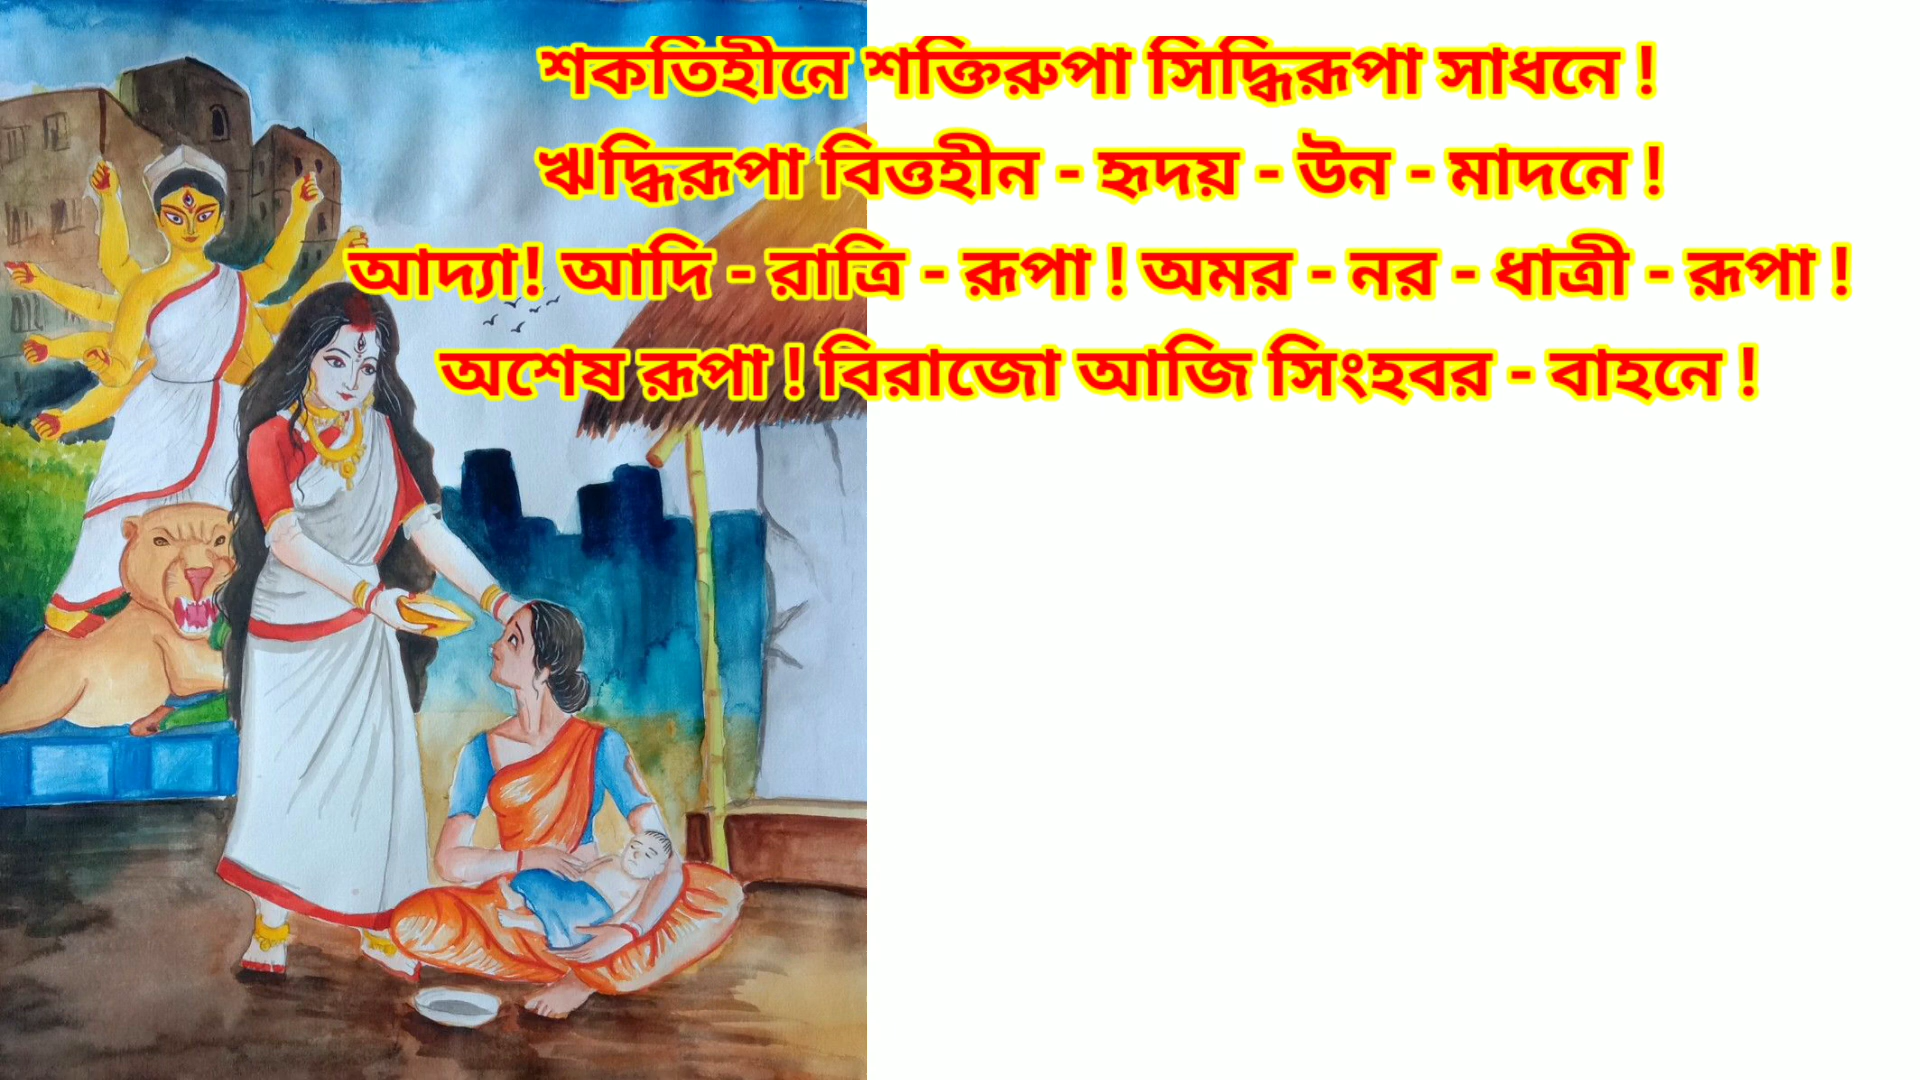 শকতিহীনে শক্তিরুপা সিদ্ধিরূপা সাধনে !
ঋদ্ধিরূপা বিত্তহীন - হৃদয় - উন - মাদনে !
আদ্যা! আদি - রাত্রি - রূপা ! অমর - নর - ধাত্রী - রূপা !
অশেষ রূপা ! বিরাজো আজি সিংহবর - বাহনে !